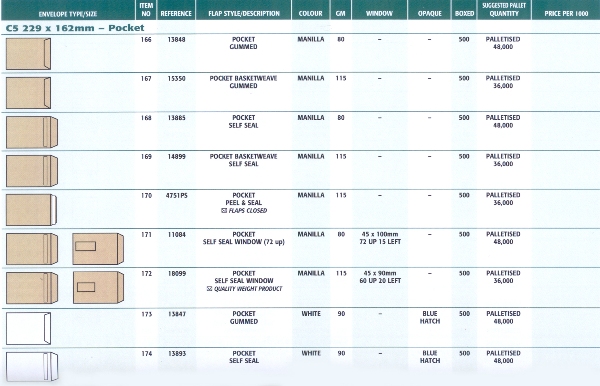 ENVELOPE TYPE/SIZE ITEM NO REFERENCE FLAP STYLE/DESCRIPTION COLOUR GM WINDOW OPAQUE BOXED SUGGESTED PALLET QUANTITY PRICE PER 1000
C5 229 x 162mm – Pocket
166 13848 POCKET MANILLA 80 – – 500 PALLETISED
GUMMED 48,000
167 15350 POCKET BASKETWEAVE MANILLA 115 – – 500 PALLETISED
GUMMED 36,000
168 13885 POCKET MANILLA 80 – – 500 PALLETISED
SELF SEAL 48,000
169 14899 POCKET BASKETWEAVE MANILLA 115 – – 500 PALLETISED
SELF SEAL 36,000
170 4751PS POCKET MANILLA 115 – – 500 PALLETISED
PEEL & SEAL 36,000
FLAPS CLOSED
171 11084 POCKET MANILLA 80 45 x 100mm – 500 PALLETISED
SELF SEAL WINDOW (72 up) 72 UP 15 LEFT 48,000
172 18099 POCKET MANILLA 115 45 x 90mm – 500 PALLETISED
SELF SEAL WINDOW 60 UP 20 LEFT 36,000
QUALITY WEIGHT PRODUCT
173 13847 POCKET WHITE 90 – BLUE 500 PALLETISED
GUMMED HATCH 48,000
174 13893 POCKET WHITE 90 – BLUE 500 PALLETISED
SELF SEAL HATCH 48,000